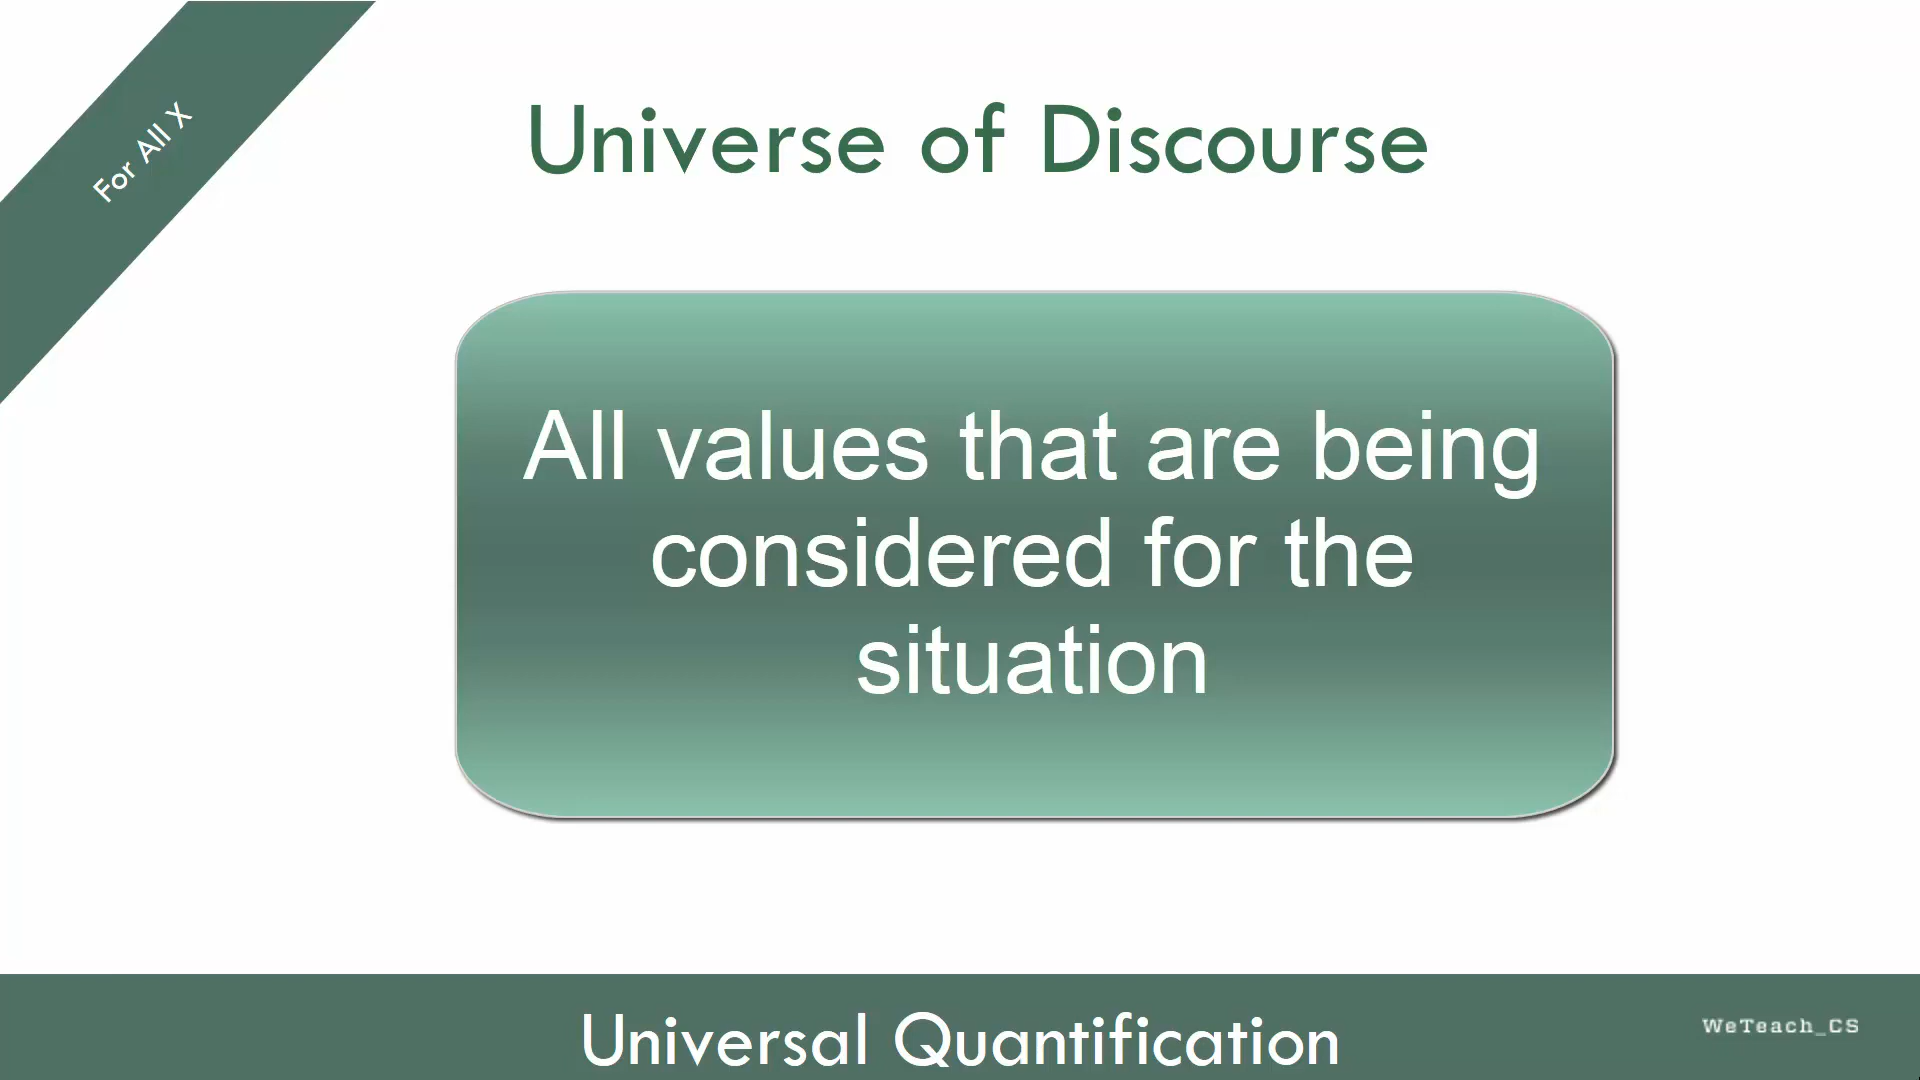 For All X
Universe of Discourse
All values that are being
considered for the
situation
Universal Quantification
WeTeach_CS